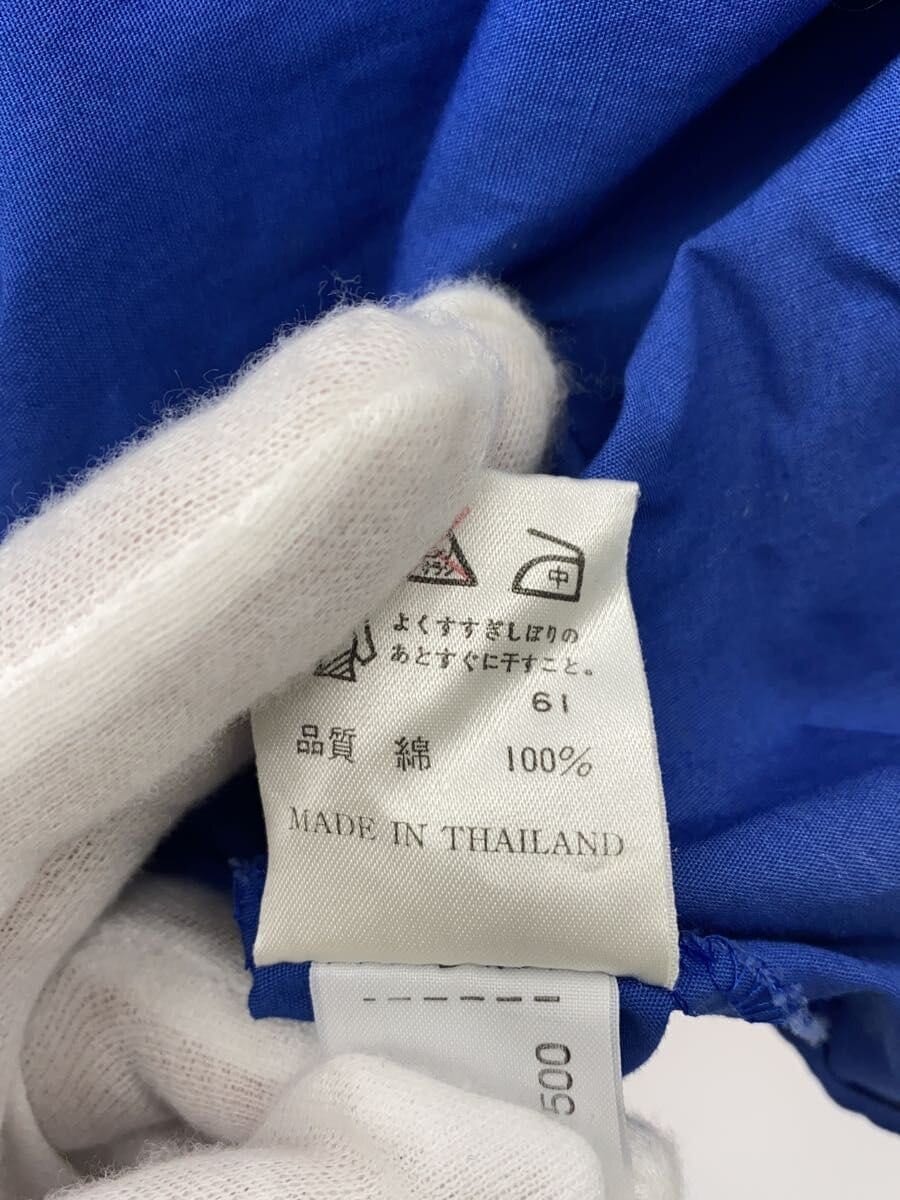 中
よくすすぎしぼりの
あとすぐに干すこと。
61
品質 綿 100%
MADE IN THAILAND
500